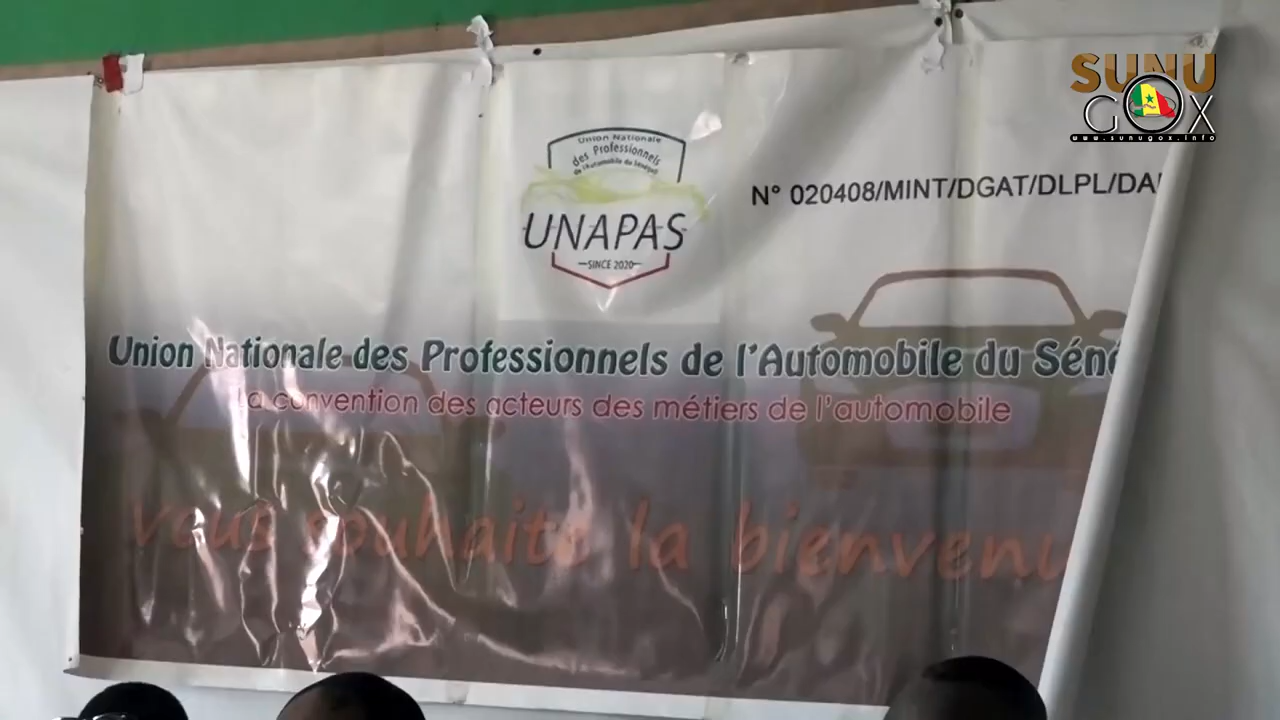 SUNU
GOX
www.sunugox.info
Union Nationale
des Professionnels
de l'Automobile du Sénégal
UNAPAS
SINCE 2020
N° 020408/MINT/DGAT/DLPL/DA
Union Nationale des Professionnels de l'Automobile du Séné
La convention des acteurs des métiers de l'automobile
vous souhaite la bienvenu